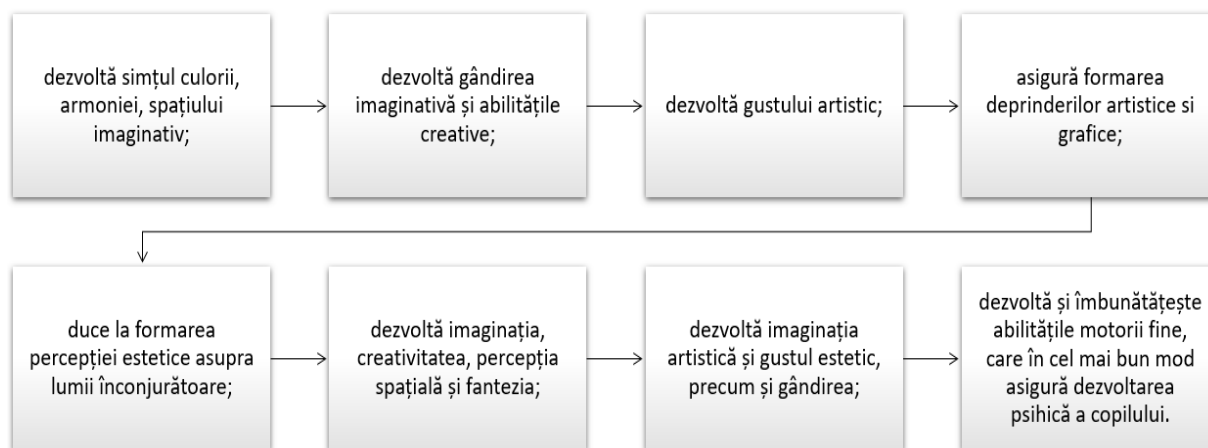 dezvoltă simțul culorii,
armoniei, spațiului
imaginativ;
dezvoltă gândirea
imaginativă și abilitățile
creative;
dezvoltă gustului artistic;
asigură formarea
deprinderilor artistice si
grafice;
duce la formarea
percepției estetice asupra
lumii înconjurătoare;
dezvoltă imaginația,
creativitatea, percepția
spațială și fantezia;
dezvoltă imaginația
artistică și gustul estetic,
precum și gândirea;
dezvoltă și îmbunătățește
abilitățile motorii fine,
care în cel mai bun mod
asigură dezvoltarea
psihică a copilului.